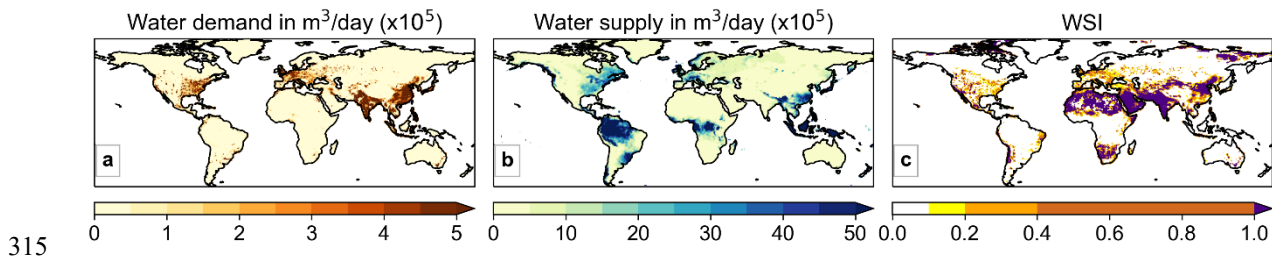 Water demand in m³/day (x10⁵) Water supply in m³/day (x10⁵) WSI
a b c
0 1 2 3 4 5 0 10 20 30 40 50 0.0 0.2 0.4 0.6 0.8 1.0
315